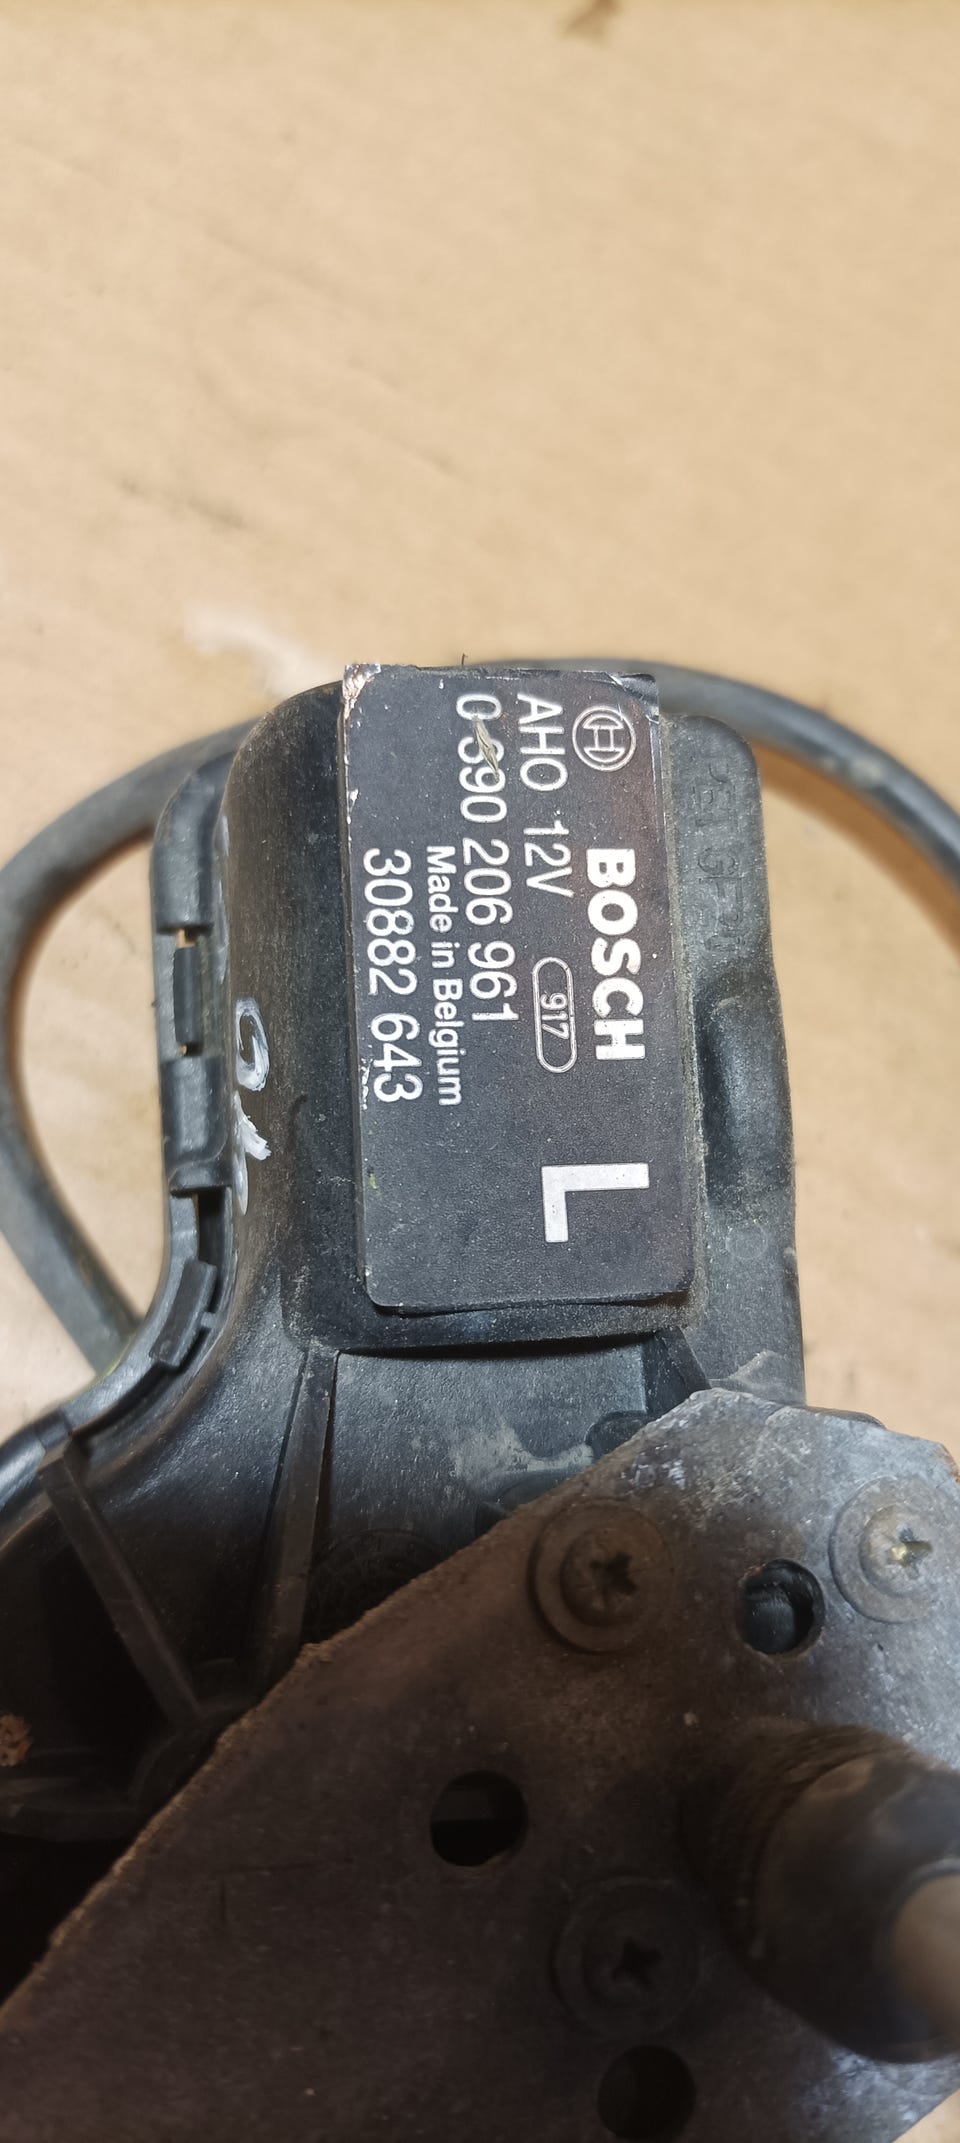 BOSCH L
AHO 12V 917
0 390 206 961
Made in Belgium
30882 643